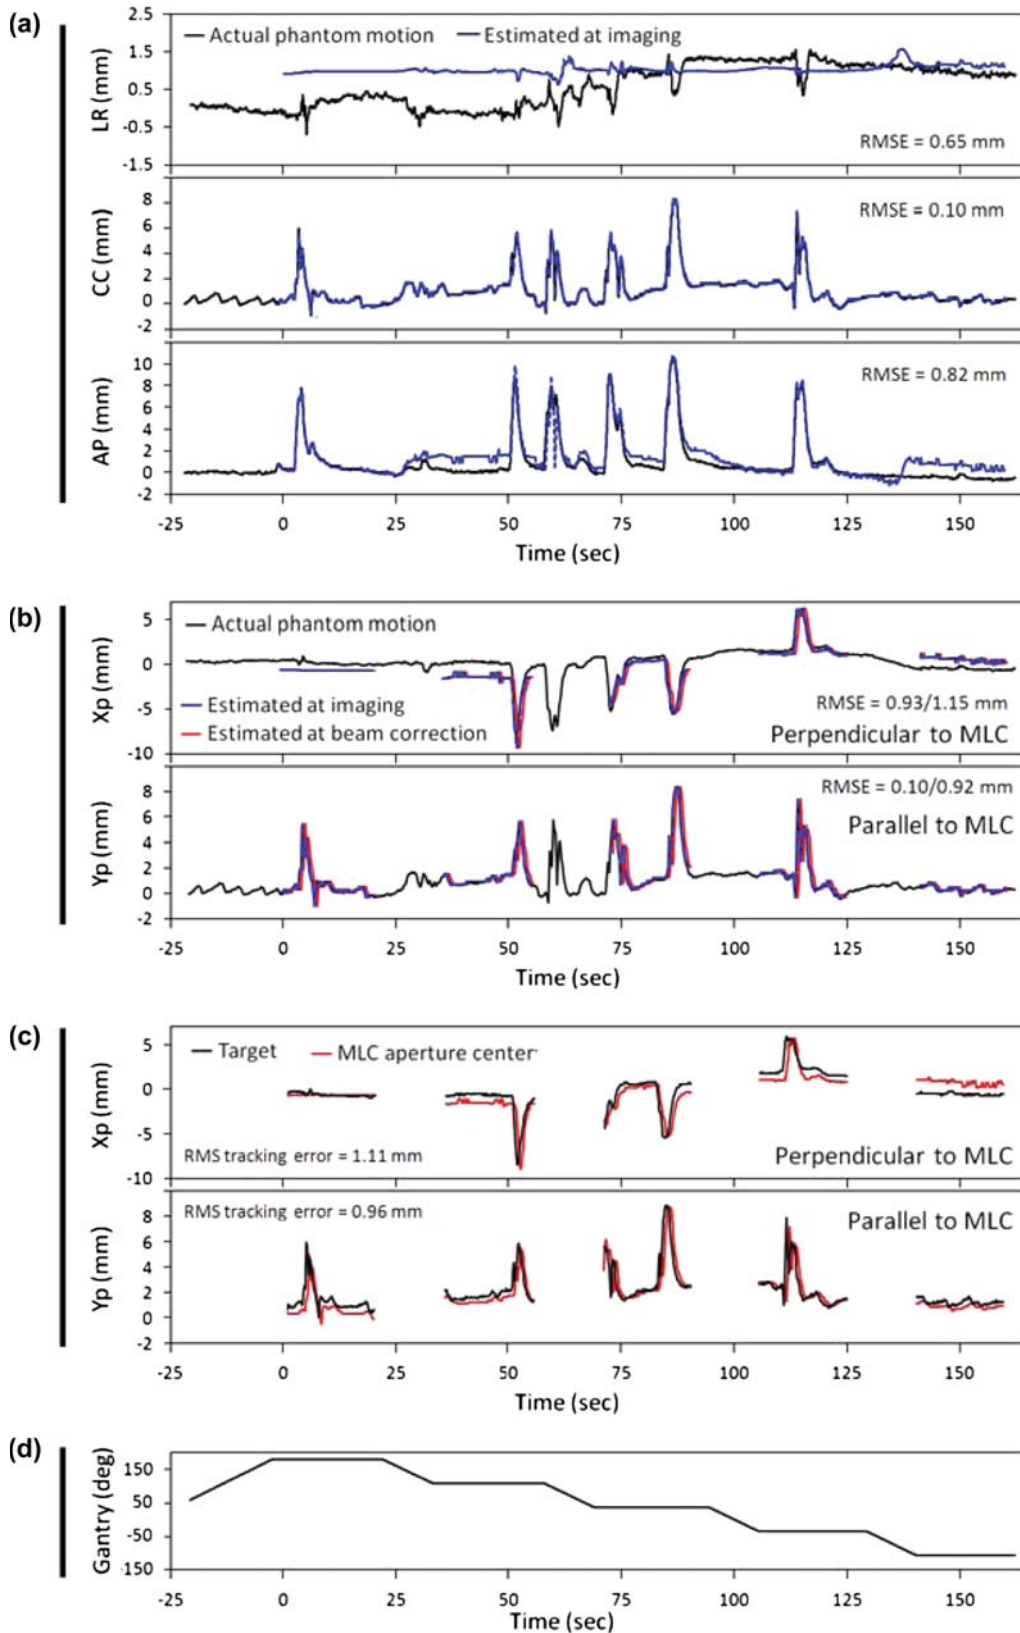 (a)
2.5
1.5
0.5
-0.5
-1.5
LR (mm)
Actual phantom motion
Estimated at imaging
RMSE = 0.65 mm
8
6
4
2
0
-2
CC (mm)
RMSE = 0.10 mm
10
8
6
4
2
0
-2
AP (mm)
RMSE = 0.82 mm
-25 0 25 50 75 100 125 150
Time (sec)
(b)
5
0
-5
-10
Xp (mm)
Actual phantom motion
Estimated at imaging
Estimated at beam correction
RMSE = 0.93/1.15 mm
Perpendicular to MLC
8
6
4
2
0
-2
Yp (mm)
RMSE = 0.10/0.92 mm
Parallel to MLC
-25 0 25 50 75 100 125 150
Time (sec)
(c)
5
0
-5
-10
Xp (mm)
Target
MLC aperture center
RMS tracking error = 1.11 mm
Perpendicular to MLC
8
6
4
2
0
-2
Yp (mm)
RMS tracking error = 0.96 mm
Parallel to MLC
-25 0 25 50 75 100 125 150
Time (sec)
(d)
150
50
-50
-150
Gantry (deg)
-25 0 25 50 75 100 125 150
Time (sec)